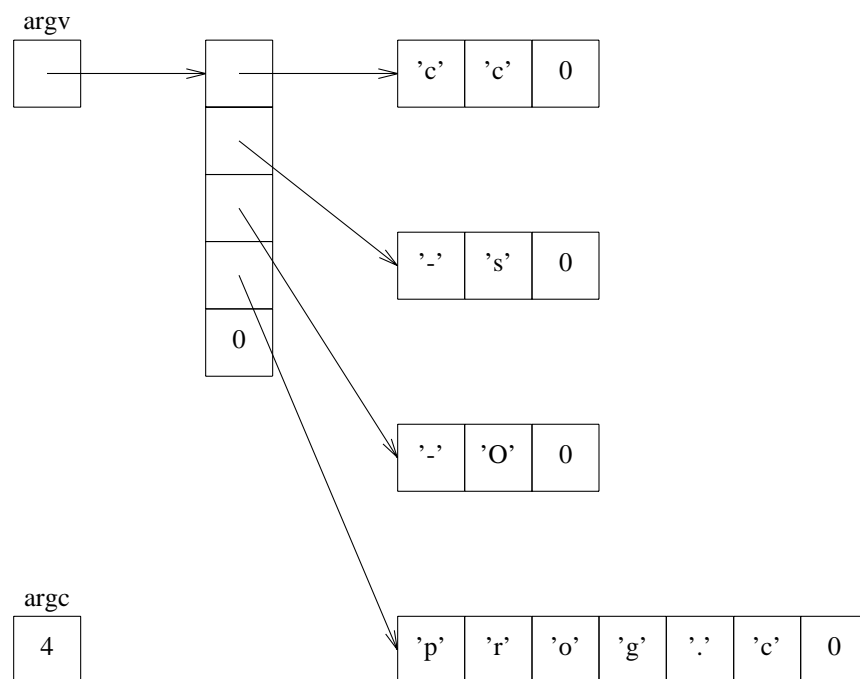 argv
’c’ ’c’ 0
’-’ ’s’ 0
0
’-’ ’O’ 0
argc
4 ’p’ ’r’ ’o’ ’g’ ’.’ ’c’ 0